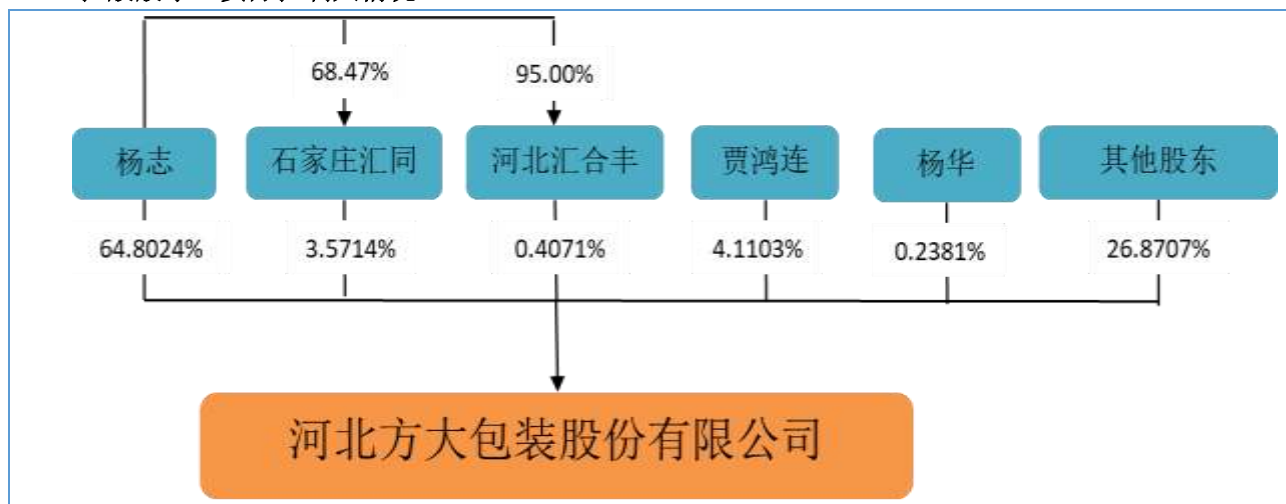 68.47%
95.00%
杨志
石家庄汇同
河北汇合丰
贾鸿连
杨华
其他股东
64.8024%
3.5714%
0.4071%
4.1103%
0.2381%
26.8707%
河北方大包装股份有限公司